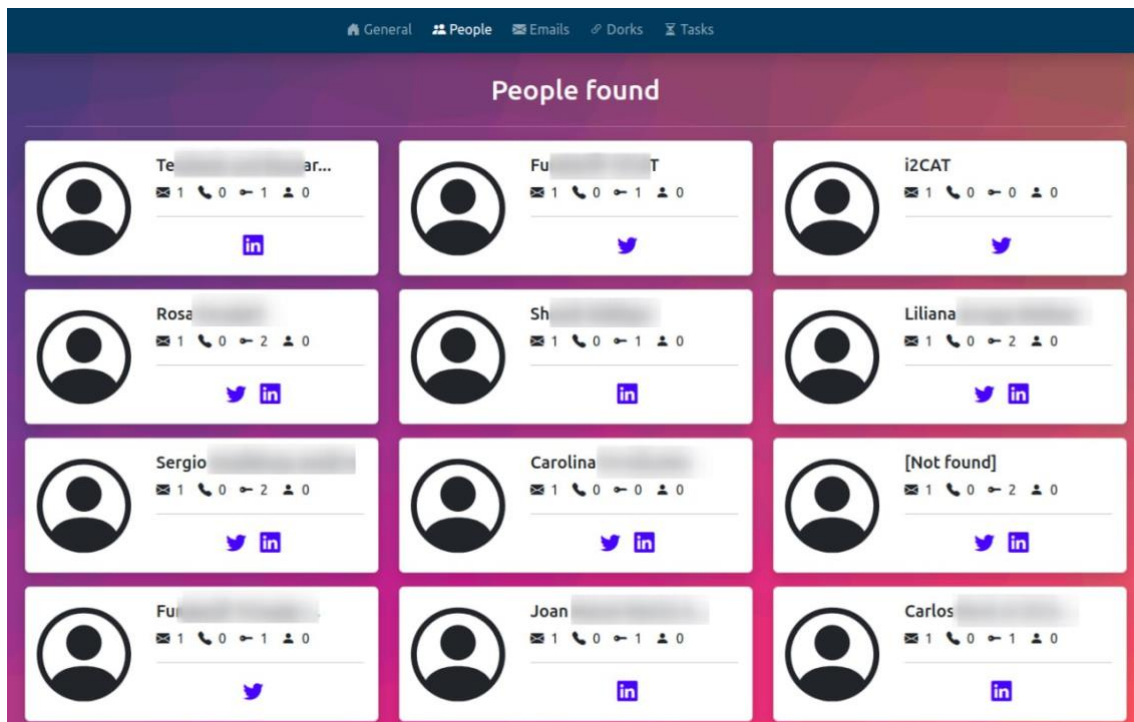 General People Emails Dorks Tasks
People found
Te ar...
1 0 1 0
Fu T
1 0 1 0
i2CAT
1 0 0 0
Rosa
1 0 2 0
Sh
1 0 1 0
Liliana
1 0 2 0
Sergio
1 0 2 0
Carolina
1 0 0 0
[Not found]
1 0 2 0
Fu
1 0 1 0
Joan
1 0 1 0
Carlos
1 0 1 0